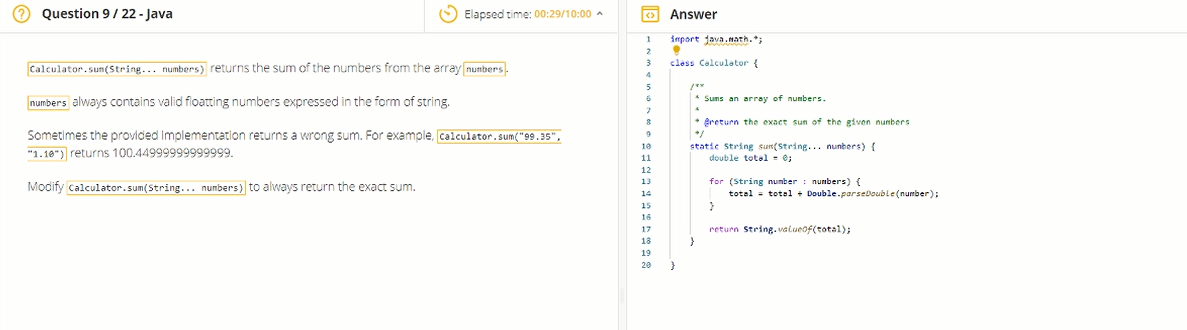 Question 9 / 22 - Java
Elapsed time: 00:29/10:00
Calculator.sum(String... numbers) returns the sum of the numbers from the array numbers.
numbers always contains valid floatting numbers expressed in the form of string.
Sometimes the provided implementation returns a wrong sum. For example, Calculator.sum("99.35",
"1.10") returns 100.44999999999999.
Modify Calculator.sum(String... numbers) to always return the exact sum.
Answer
1 import java.math.*;
2
3 class Calculator {
4
5 /**
6 * Sums an array of numbers.
7 *
8 * @return the exact sum of the given numbers
9 */
10 static String sum(String... numbers) {
11 double total = 0;
12
13 for (String number : numbers) {
14 total = total + Double.parseDouble(number);
15 }
16
17 return String.valueOf(total);
18 }
19
20 }